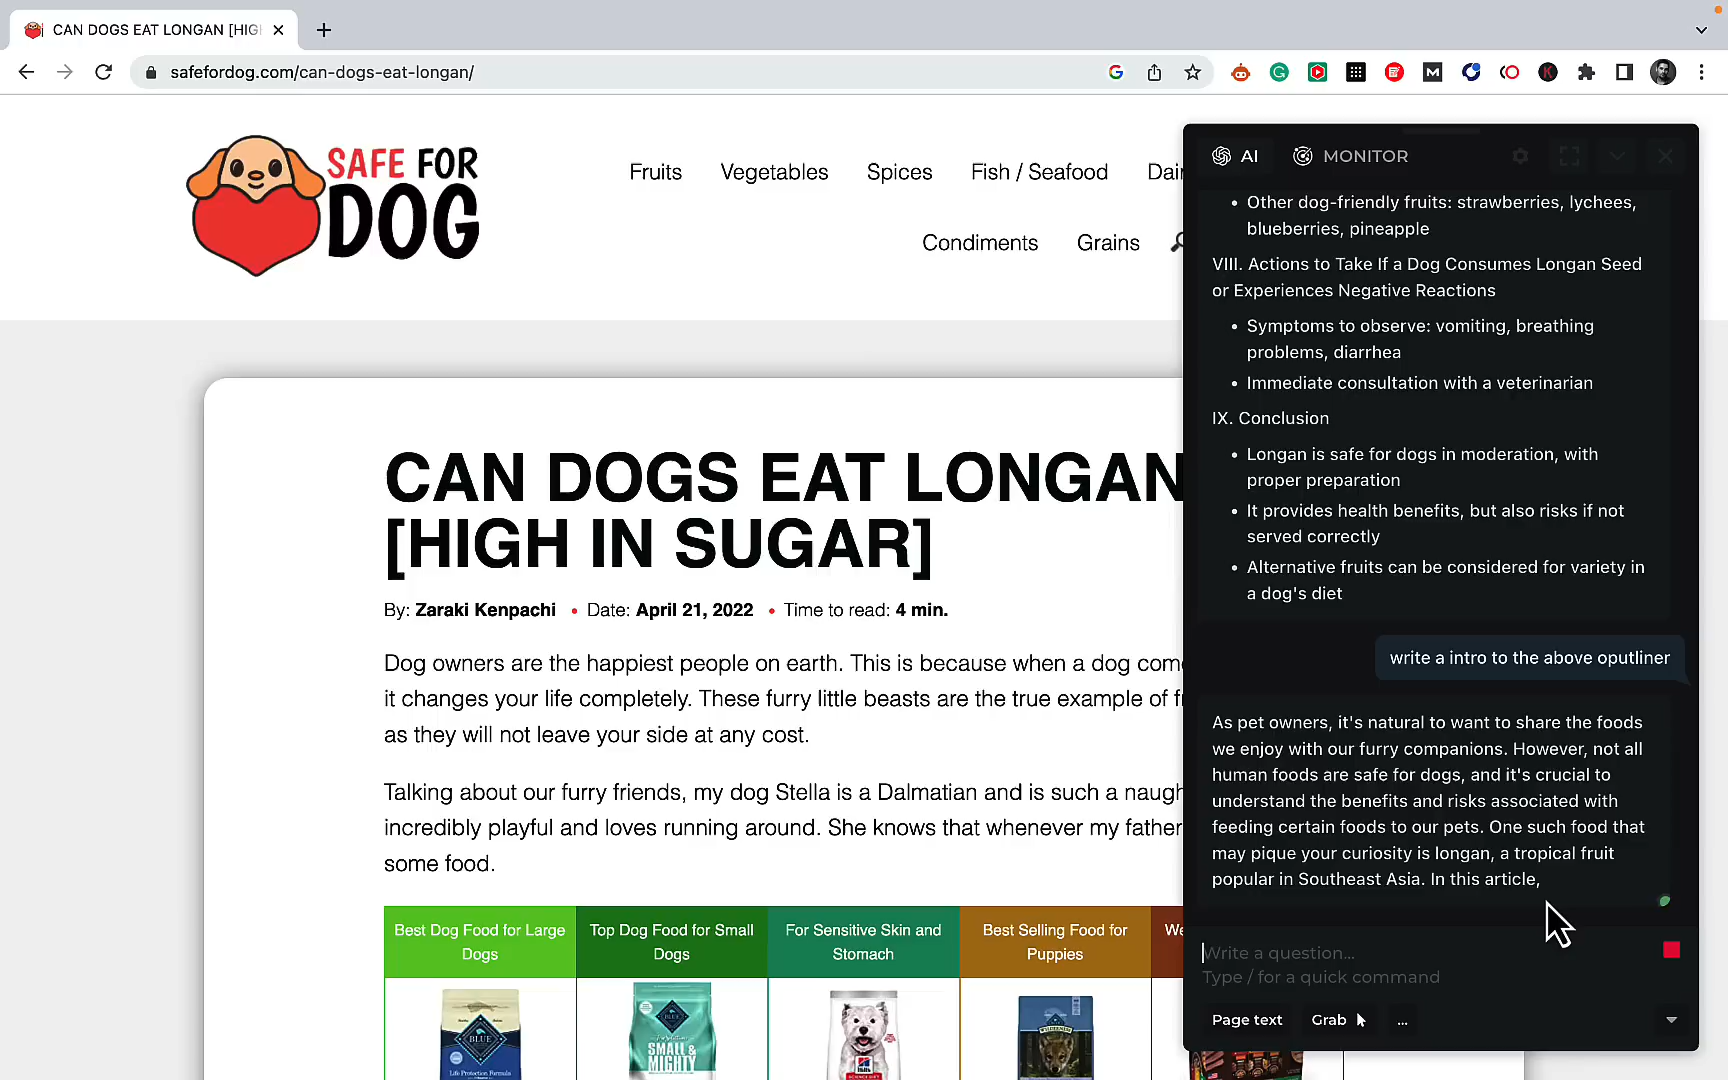 CAN DOGS EAT LONGAN [HIG
safefordog.com/can-dogs-eat-longan/
SAFE FOR
DOG
Fruits Vegetables Spices Fish / Seafood Dair
Condiments Grains
CAN DOGS EAT LONGAN
[HIGH IN SUGAR]
By: Zaraki Kenpachi • Date: April 21, 2022 • Time to read: 4 min.
Dog owners are the happiest people on earth. This is because when a dog com
it changes your life completely. These furry little beasts are the true example of f
as they will not leave your side at any cost.
Talking about our furry friends, my dog Stella is a Dalmatian and is such a naugh
incredibly playful and loves running around. She knows that whenever my father
some food.
Best Dog Food for Large
Dogs
Top Dog Food for Small
Dogs
For Sensitive Skin and
Stomach
Best Selling Food for
Puppies
We
BLUE
Life Protection Formula
BLUE
SMALL &
MIGHTY
AI MONITOR
• Other dog-friendly fruits: strawberries, lychees,
blueberries, pineapple
VIII. Actions to Take If a Dog Consumes Longan Seed
or Experiences Negative Reactions
• Symptoms to observe: vomiting, breathing
problems, diarrhea
• Immediate consultation with a veterinarian
IX. Conclusion
• Longan is safe for dogs in moderation, with
proper preparation
• It provides health benefits, but also risks if not
served correctly
• Alternative fruits can be considered for variety in
a dog's diet
write a intro to the above oputliner
As pet owners, it's natural to want to share the foods
we enjoy with our furry companions. However, not all
human foods are safe for dogs, and it's crucial to
understand the benefits and risks associated with
feeding certain foods to our pets. One such food that
may pique your curiosity is longan, a tropical fruit
popular in Southeast Asia. In this article,
Write a question...
Type / for a quick command
Page text Grab ...